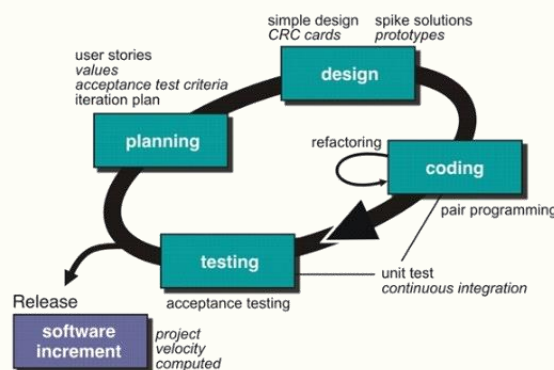 simple design
CRC cards
spike solutions
prototypes
design
user stories
values
acceptance test criteria
iteration plan
planning
refactoring
coding
pair programming
testing
acceptance testing
unit test
continuous integration
Release
software
increment
project
velocity
computed